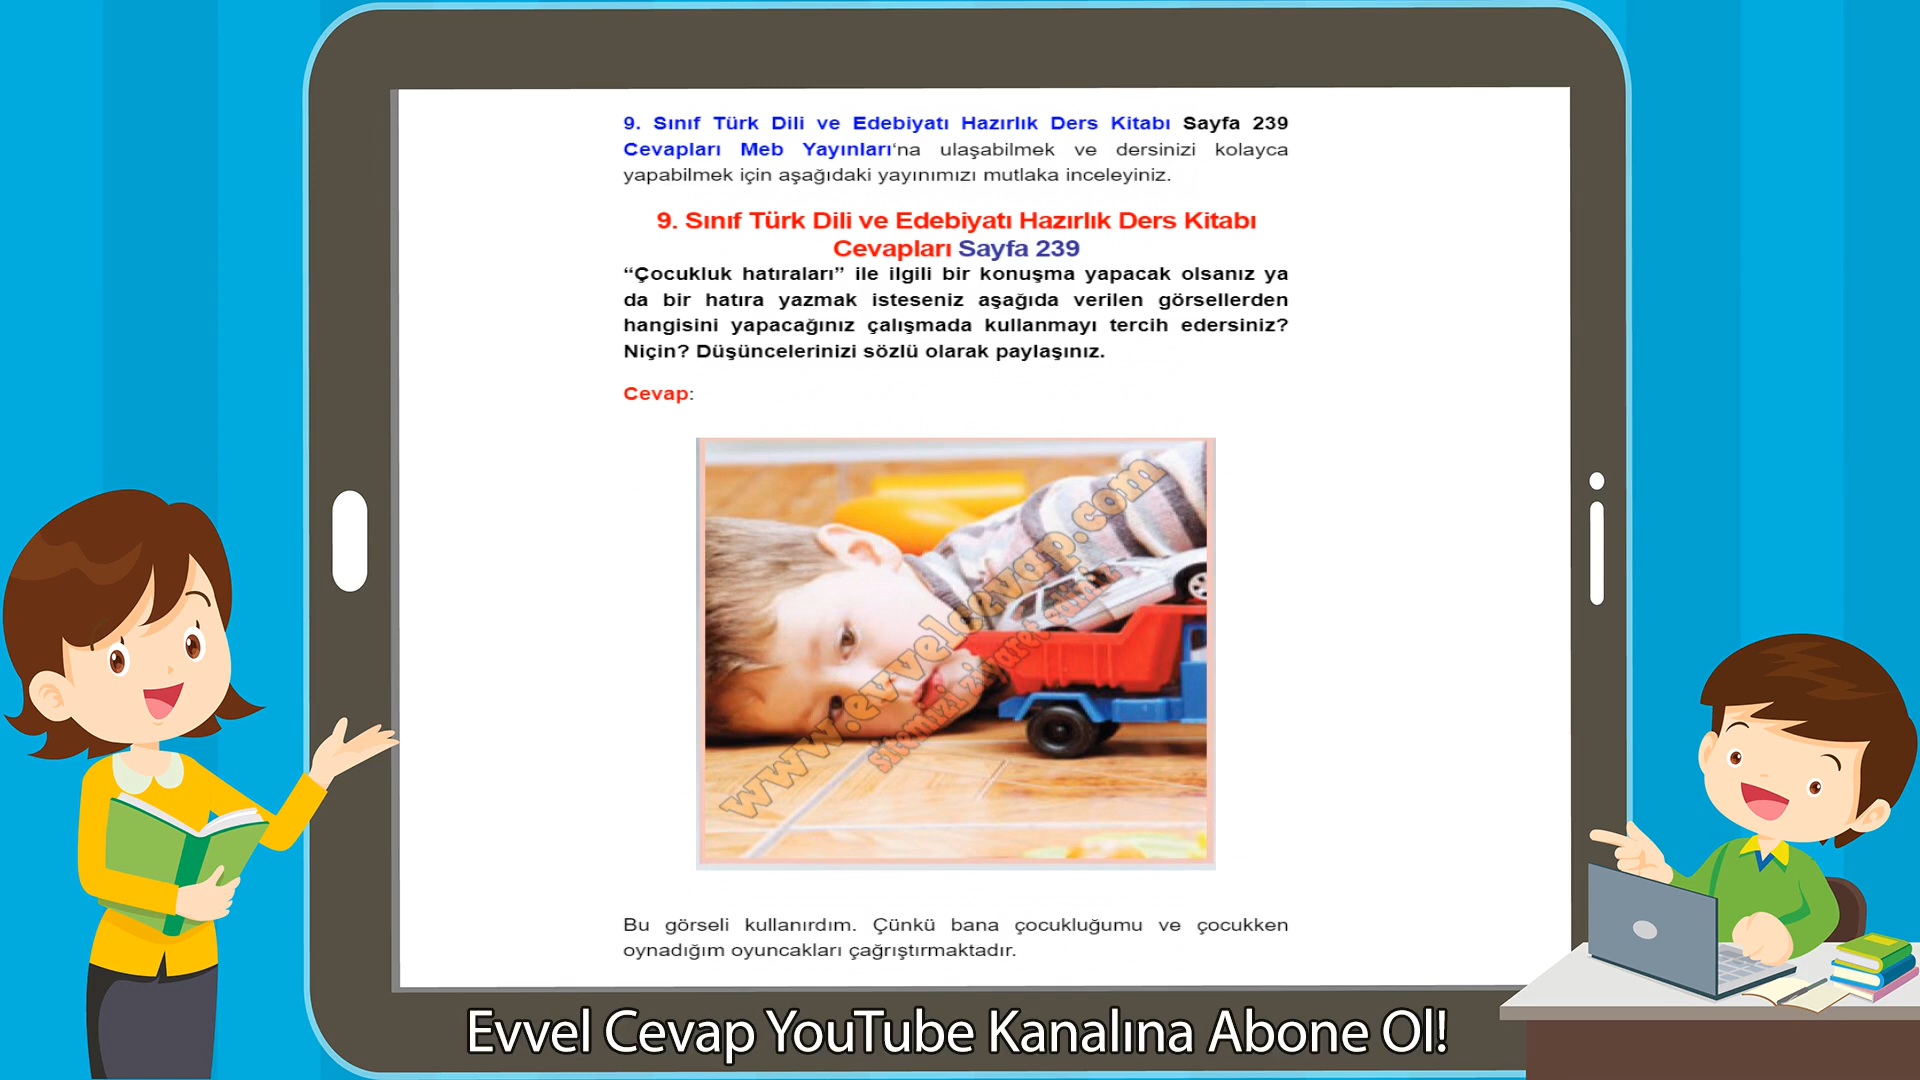 9. Sınıf Türk Dili ve Edebiyatı Hazırlık Ders Kitabı Sayfa 239
Cevapları Meb Yayınları‘na ulaşabilmek ve dersinizi kolayca
yapabilmek için aşağıdaki yayınımızı mutlaka inceleyiniz.
9. Sınıf Türk Dili ve Edebiyatı Hazırlık Ders Kitabı
Cevapları Sayfa 239
“Çocukluk hatıraları” ile ilgili bir konuşma yapacak olsanız ya
da bir hatıra yazmak isteseniz aşağıda verilen görsellerden
hangisini yapacağınız çalışmada kullanmayı tercih edersiniz?
Niçin? Düşüncelerinizi sözlü olarak paylaşınız.
Cevap:
www.evvelcevap.com
sitemizi ziyaret ediniz
Bu görseli kullanırdım. Çünkü bana çocukluğumu ve çocukken
oynadığım oyuncakları çağrıştırmaktadır.
Evvel Cevap YouTube Kanalına Abone Ol!